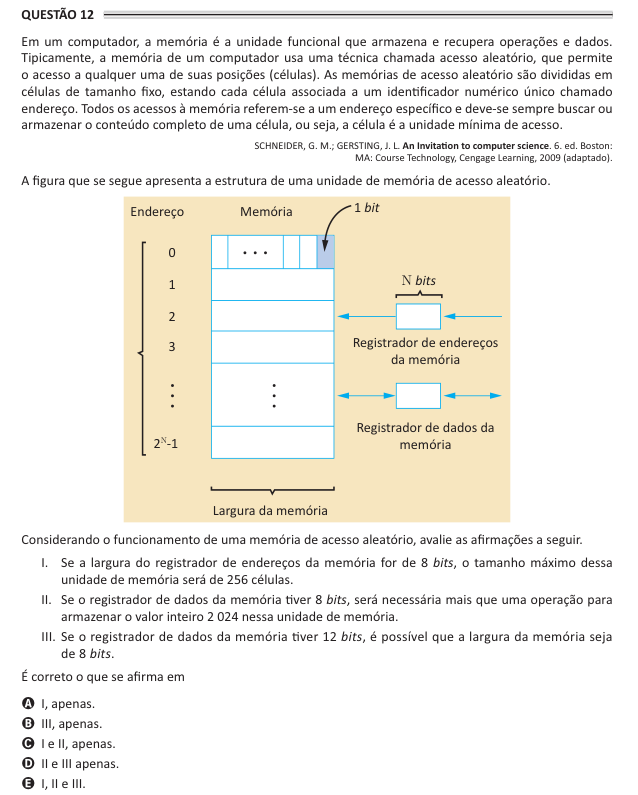 QUESTÃO 12
Em um computador, a memória é a unidade funcional que armazena e recupera operações e dados.
Tipicamente, a memória de um computador usa uma técnica chamada acesso aleatório, que permite
o acesso a qualquer uma de suas posições (células). As memórias de acesso aleatório são divididas em
células de tamanho fixo, estando cada célula associada a um identificador numérico único chamado
endereço. Todos os acessos à memória referem-se a um endereço específico e deve-se sempre buscar ou
armazenar o conteúdo completo de uma célula, ou seja, a célula é a unidade mínima de acesso.
SCHNEIDER, G. M.; GERSTING, J. L. An Invitation to computer science. 6. ed. Boston:
MA: Course Technology, Cengage Learning, 2009 (adaptado).
A figura que se segue apresenta a estrutura de uma unidade de memória de acesso aleatório.
Endereço Memória 1 bit
0
1
N bits
2
Registrador de endereços
da memória
3
Registrador de dados da
memória
2ᴺ-1
Largura da memória
Considerando o funcionamento de uma memória de acesso aleatório, avalie as afirmações a seguir.
I. Se a largura do registrador de endereços da memória for de 8 bits, o tamanho máximo dessa
unidade de memória será de 256 células.
II. Se o registrador de dados da memória tiver 8 bits, será necessária mais que uma operação para
armazenar o valor inteiro 2 024 nessa unidade de memória.
III. Se o registrador de dados da memória tiver 12 bits, é possível que a largura da memória seja
de 8 bits.
É correto o que se afirma em
A I, apenas.
B III, apenas.
C I e II, apenas.
D II e III apenas.
E I, II e III.